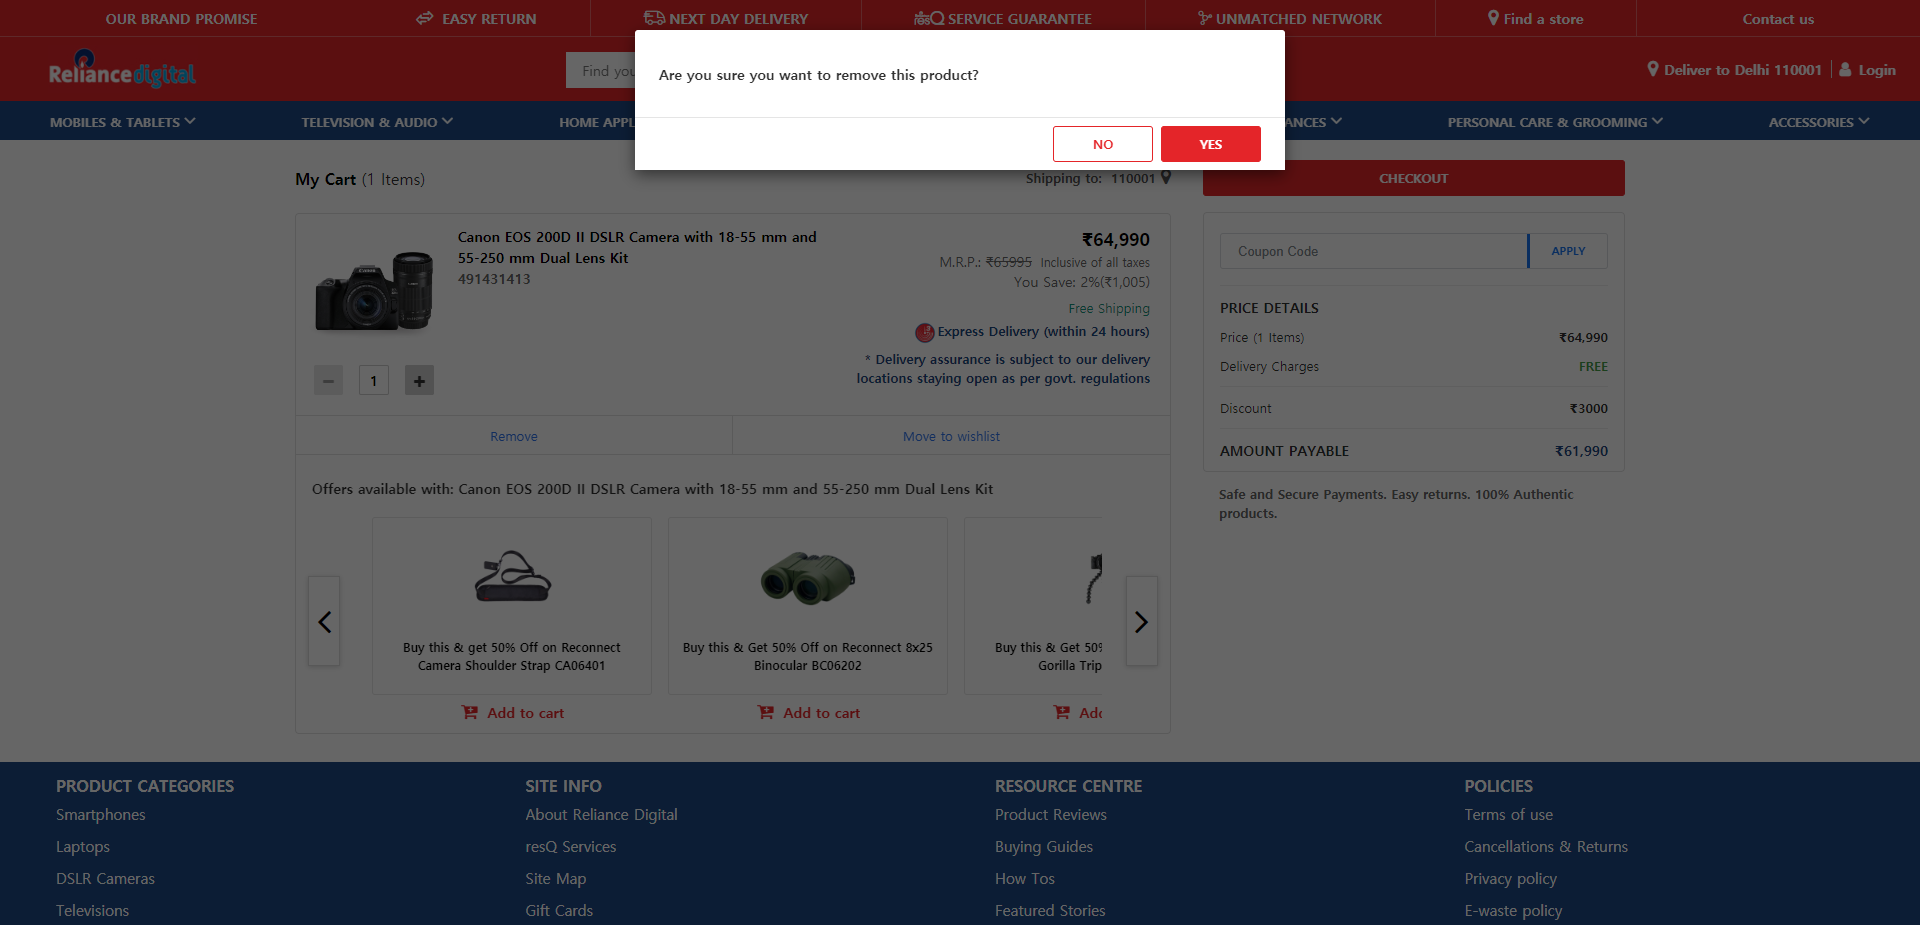 OUR BRAND PROMISE
EASY RETURN
NEXT DAY DELIVERY
SERVICE GUARANTEE
UNMATCHED NETWORK
Find a store
Contact us
Reliance digital
Find you
Deliver to Delhi 110001
Login
Are you sure you want to remove this product?
NO
YES
MOBILES & TABLETS
TELEVISION & AUDIO
HOME APPL
ANCES
PERSONAL CARE & GROOMING
ACCESSORIES
My Cart (1 Items)
Shipping to: 110001
CHECKOUT
Canon EOS 200D II DSLR Camera with 18-55 mm and
55-250 mm Dual Lens Kit
491431413
₹64,990
M.R.P.: ₹65995 Inclusive of all taxes
You Save: 2%(₹1,005)
Free Shipping
Express Delivery (within 24 hours)
* Delivery assurance is subject to our delivery
locations staying open as per govt. regulations
1
Remove
Move to wishlist
Offers available with: Canon EOS 200D II DSLR Camera with 18-55 mm and 55-250 mm Dual Lens Kit
Buy this & get 50% Off on Reconnect
Camera Shoulder Strap CA06401
Add to cart
Buy this & Get 50% Off on Reconnect 8x25
Binocular BC06202
Add to cart
Buy this & Get 50%
Gorilla Trip
Add
Coupon Code
APPLY
PRICE DETAILS
Price (1 Items) ₹64,990
Delivery Charges FREE
Discount ₹3000
AMOUNT PAYABLE ₹61,990
Safe and Secure Payments. Easy returns. 100% Authentic
products.
PRODUCT CATEGORIES
Smartphones
Laptops
DSLR Cameras
Televisions
SITE INFO
About Reliance Digital
resQ Services
Site Map
Gift Cards
RESOURCE CENTRE
Product Reviews
Buying Guides
How Tos
Featured Stories
POLICIES
Terms of use
Cancellations & Returns
Privacy policy
E-waste policy